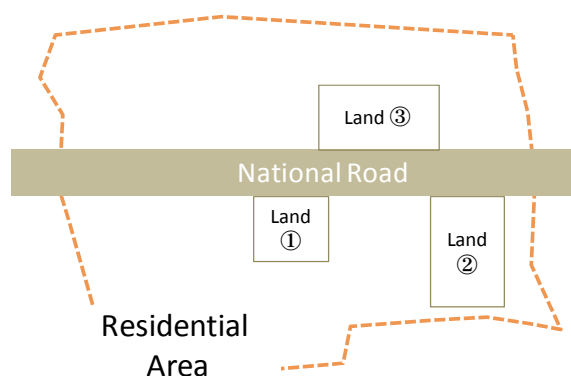 Land ③
National Road
Land
①
Land
②
Residential
Area